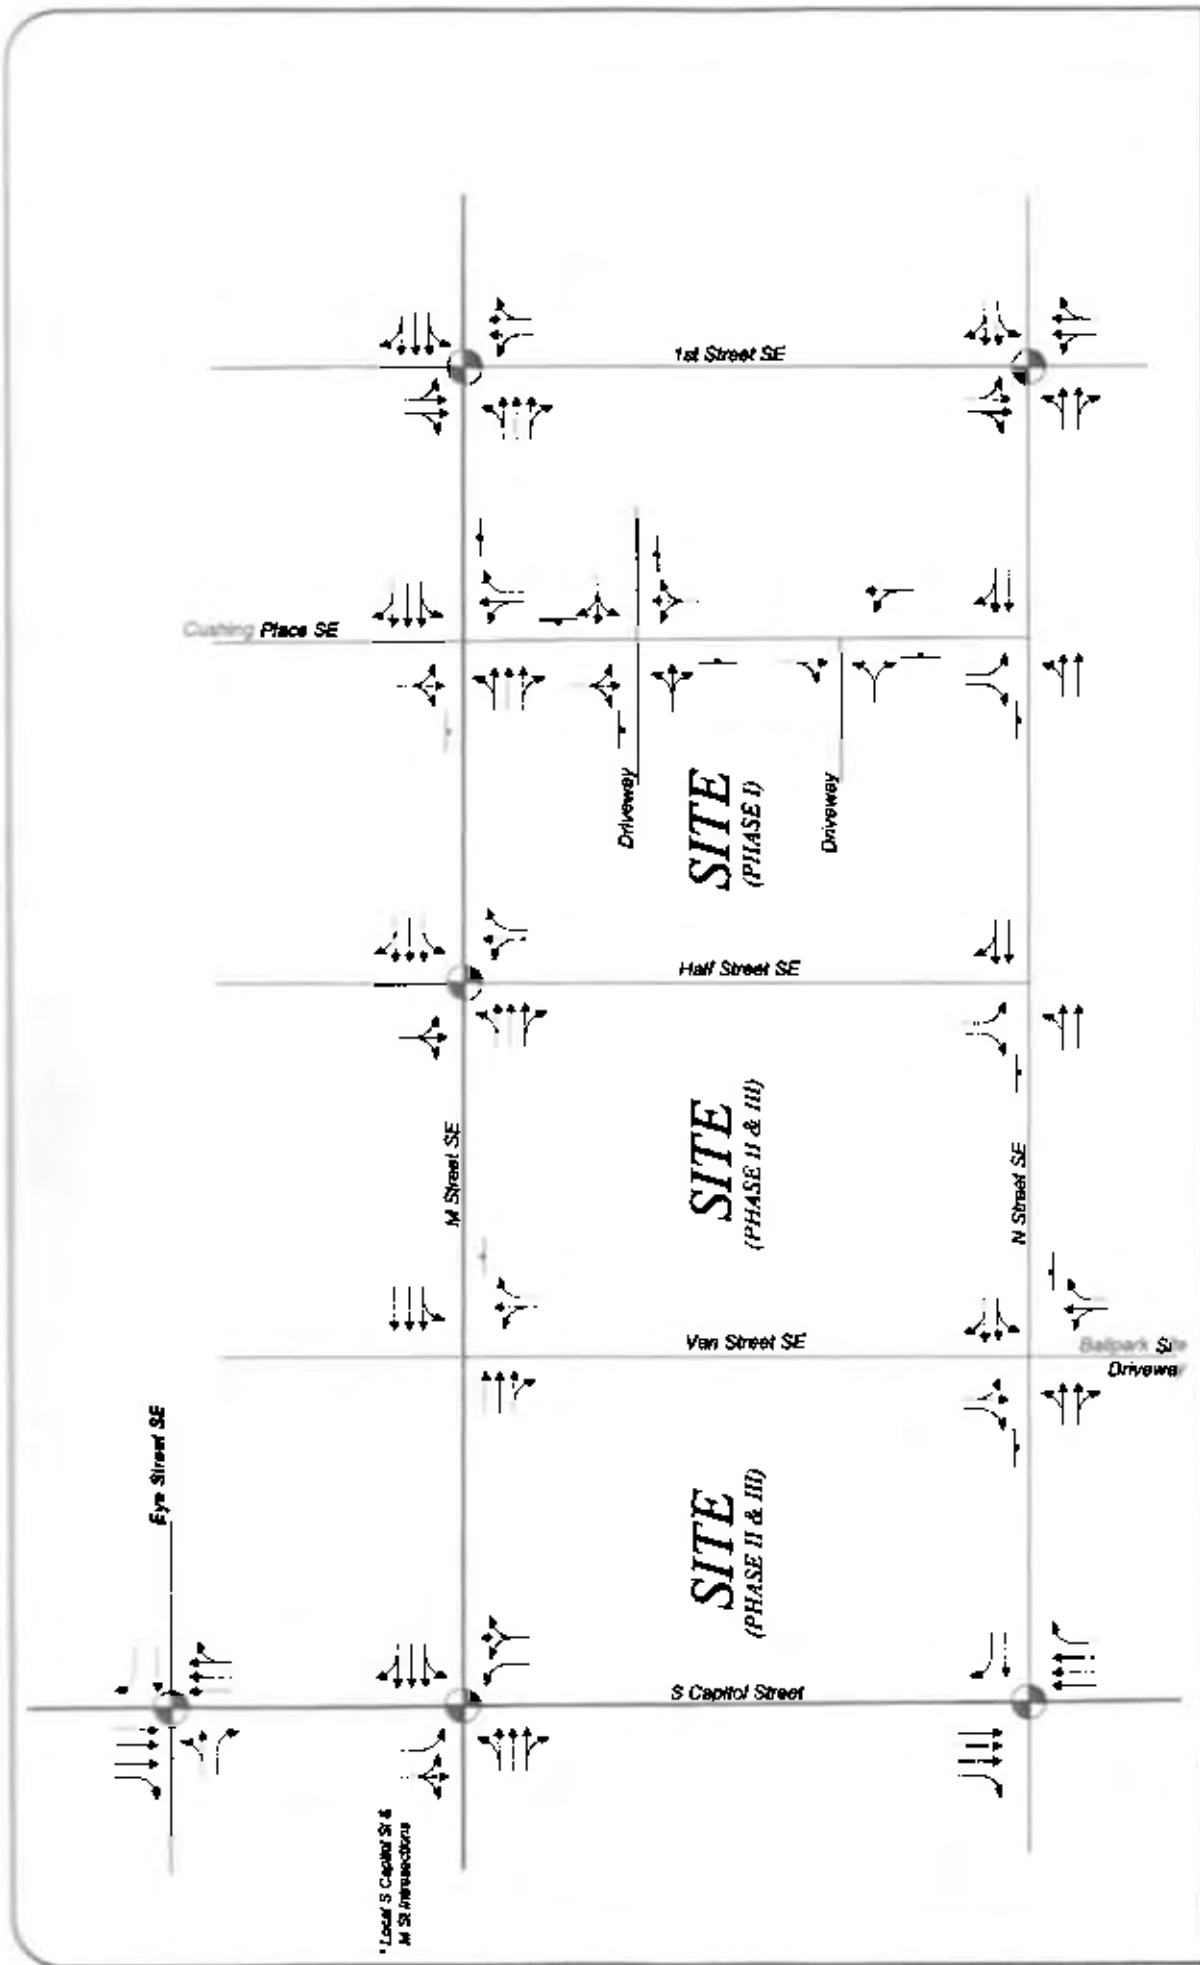 1st Street SE
Cushing Place SE
Driveway
SITE
(PHASE I)
Driveway
Half Street SE
M Street SE
SITE
(PHASE II & III)
N Street SE
Van Street SE
Ballpark Site
Driveway
Eye Street SE
SITE
(PHASE II & III)
S Capitol Street
* Local S Capitol St &
M St Intersections